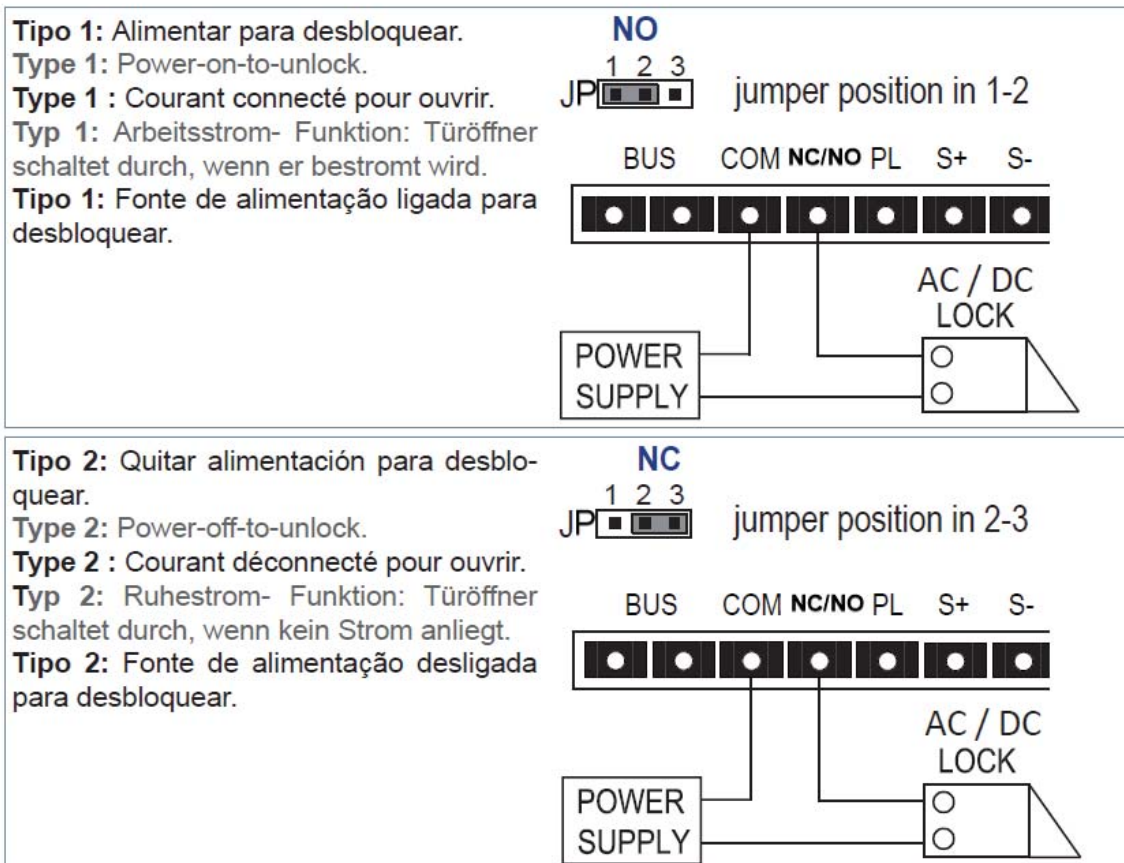 Tipo 1: Alimentar para desbloquear.
Type 1: Power-on-to-unlock.
Type 1 : Courant connecté pour ouvrir.
Typ 1: Arbeitsstrom- Funktion: Türöffner
schaltet durch, wenn er bestromt wird.
Tipo 1: Fonte de alimentação ligada para
desbloquear.
NO
1 2 3
JP jumper position in 1-2
BUS COM NC/NO PL S+ S-
AC / DC
LOCK
POWER
SUPPLY
Tipo 2: Quitar alimentación para desblo-
quear.
Type 2: Power-off-to-unlock.
Type 2 : Courant déconnecté pour ouvrir.
Typ 2: Ruhestrom- Funktion: Türöffner
schaltet durch, wenn kein Strom anliegt.
Tipo 2: Fonte de alimentação desligada
para desbloquear.
NC
1 2 3
JP jumper position in 2-3
BUS COM NC/NO PL S+ S-
AC / DC
LOCK
POWER
SUPPLY